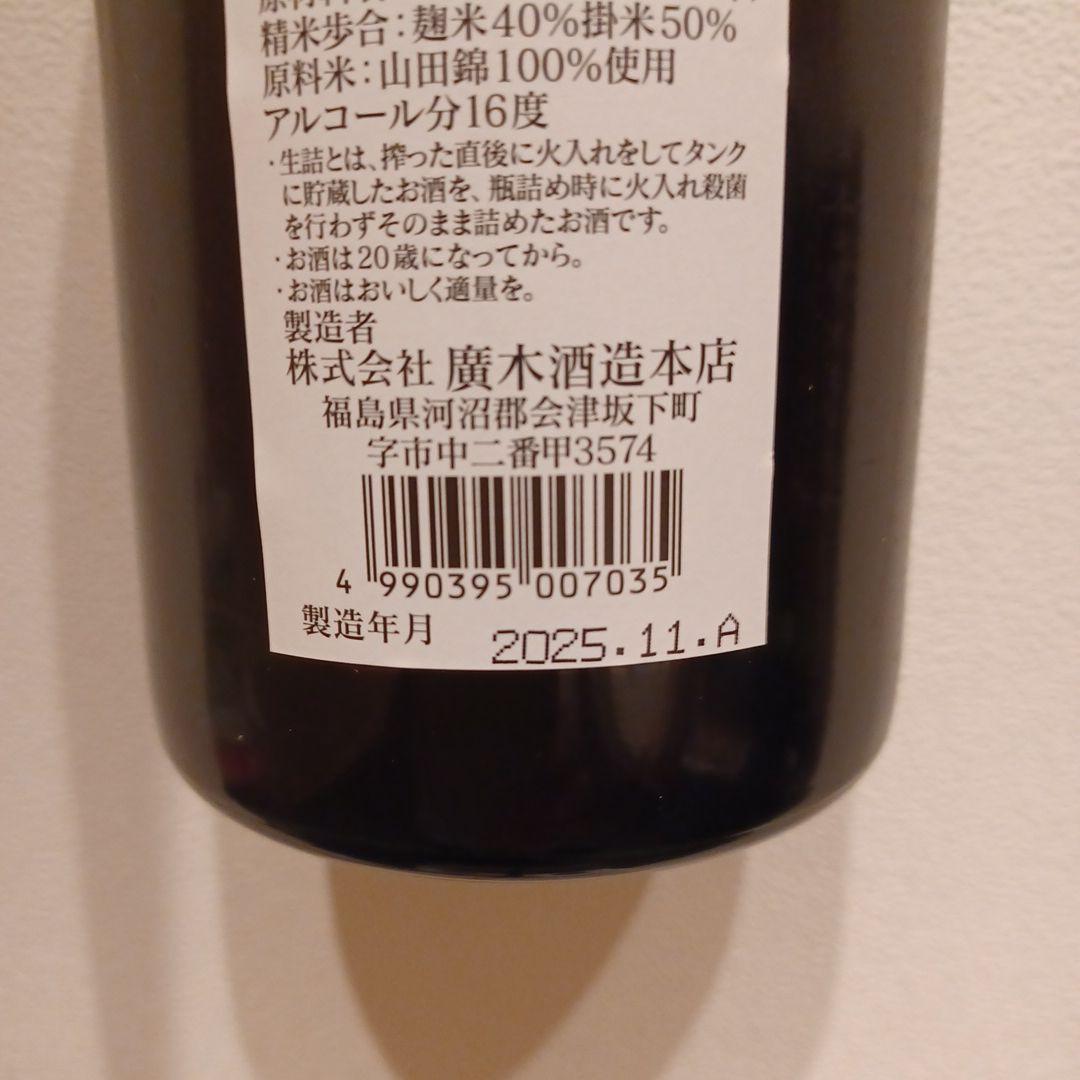 精米歩合：麹米40%掛米50%
原料米：山田錦100%使用
アルコール分16度
・生詰とは、搾った直後に火入れをしてタンク
に貯蔵したお酒を、瓶詰め時に火入れ殺菌
を行わずそのまま詰めたお酒です。
・お酒は20歳になってから。
・お酒はおいしく適量を。
製造者
株式会社 廣木酒造本店
福島県河沼郡会津坂下町
字市中二番甲3574
4 990395 007035
製造年月 2025.11.A